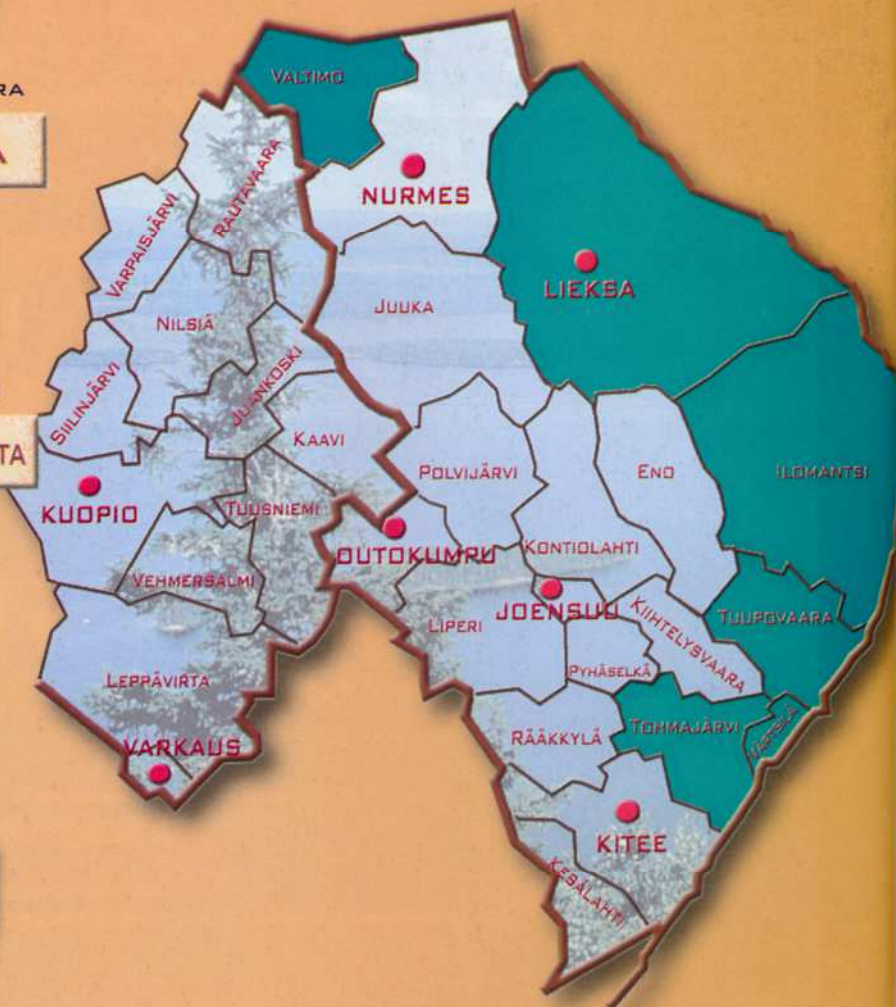 RA
VALTIMO
A
NURMES
RAUTAVAARA
VARPAISJÄRVI
LIEKSA
JUUKA
NILSIÄ
JUANKOSKI
SIILINJÄRVI
TA
KAAVI
POLVIJÄRVI
ENO
ILOMANTSI
KUOPIO
TUUSNIEMI
OUTOKUMPU
KONTIOLAHTI
VEHMERSALMI
JOENSUU
KIIHTELYSVAARA
TUUPOVAARA
LIPERI
PYHÄSELKÄ
LEPPÄVIRTA
RÄÄKKYLÄ
TOHMAJÄRVI
VÄRTSILÄ
VARKAUS
KITEE
KESÄLAHTI